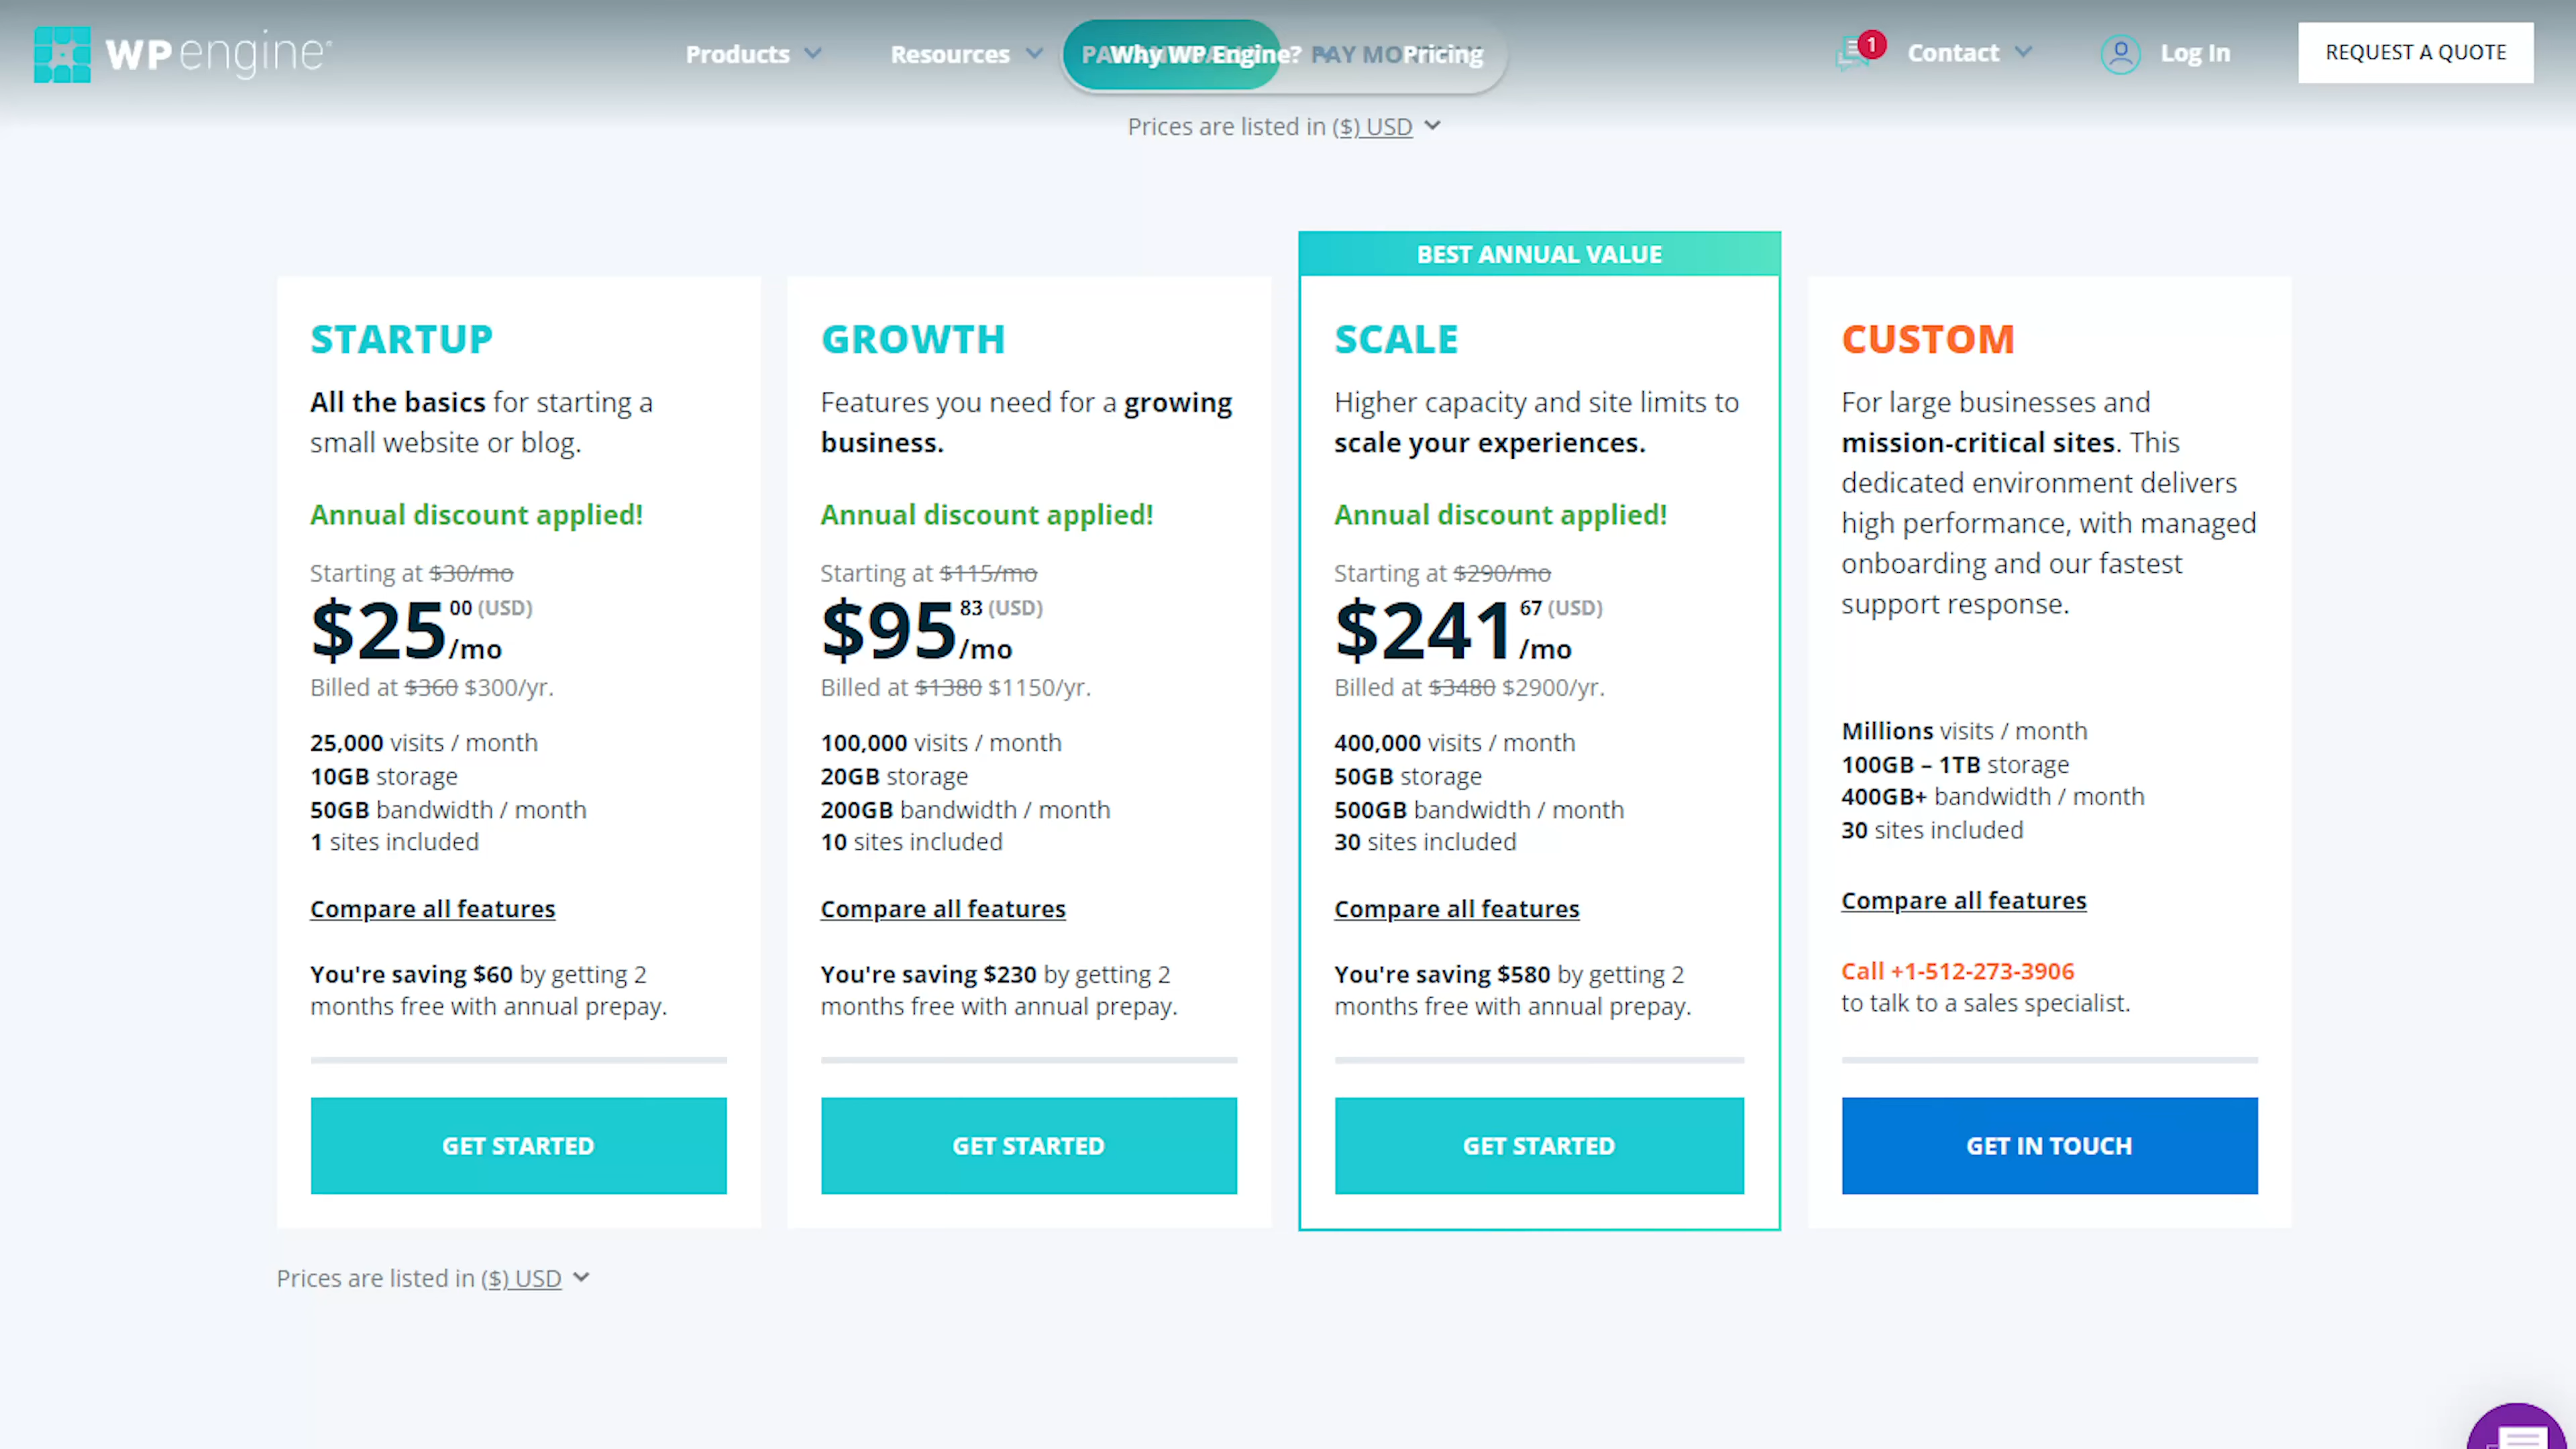 WP engine
Products
Resources
Why WP Engine?
Pricing
1
Contact
Log In
REQUEST A QUOTE
Prices are listed in ($) USD
STARTUP
All the basics for starting a
small website or blog.
Annual discount applied!
Starting at $30/mo
$25 00 (USD)
/mo
Billed at $360 $300/yr.
25,000 visits / month
10GB storage
50GB bandwidth / month
1 sites included
Compare all features
You're saving $60 by getting 2
months free with annual prepay.
GET STARTED
GROWTH
Features you need for a growing
business.
Annual discount applied!
Starting at $115/mo
$95 83 (USD)
/mo
Billed at $1380 $1150/yr.
100,000 visits / month
20GB storage
200GB bandwidth / month
10 sites included
Compare all features
You're saving $230 by getting 2
months free with annual prepay.
GET STARTED
BEST ANNUAL VALUE
SCALE
Higher capacity and site limits to
scale your experiences.
Annual discount applied!
Starting at $290/mo
$241 67 (USD)
/mo
Billed at $3480 $2900/yr.
400,000 visits / month
50GB storage
500GB bandwidth / month
30 sites included
Compare all features
You're saving $580 by getting 2
months free with annual prepay.
GET STARTED
CUSTOM
For large businesses and
mission-critical sites. This
dedicated environment delivers
high performance, with managed
onboarding and our fastest
support response.
Millions visits / month
100GB – 1TB storage
400GB+ bandwidth / month
30 sites included
Compare all features
Call +1-512-273-3906
to talk to a sales specialist.
GET IN TOUCH
Prices are listed in ($) USD